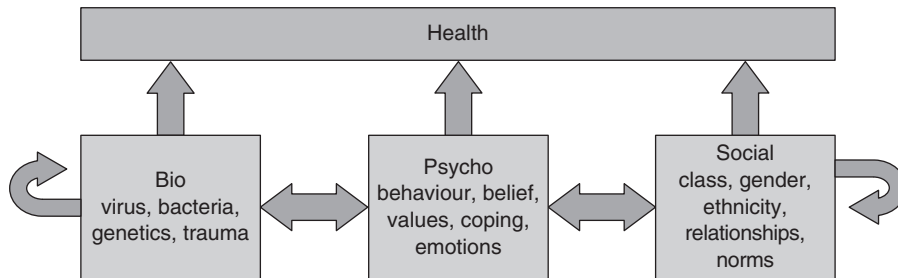 Health
Bio
virus, bacteria,
genetics, trauma
Psycho
behaviour, belief,
values, coping,
emotions
Social
class, gender,
ethnicity,
relationships,
norms